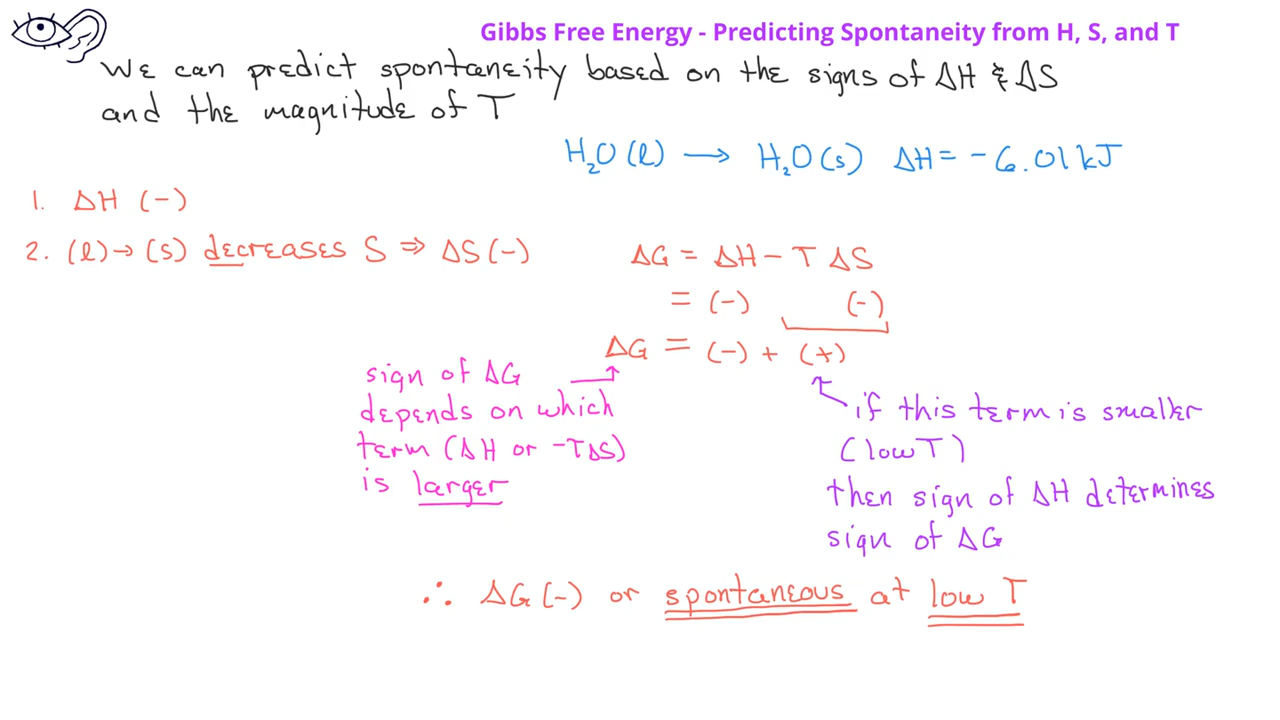 Gibbs Free Energy - Predicting Spontaneity from H, S, and T
We can predict spontaneity based on the signs of ΔH & ΔS
and the magnitude of T
H₂O(l) → H₂O(s) ΔH = -6.01 kJ
1. ΔH (-)
2. (l) → (s) decreases S ⇒ ΔS(-)
ΔG = ΔH - T ΔS
= (-) (-)
ΔG = (-) + (+)
sign of ΔG
depends on which
term (ΔH or -TΔS)
is larger
if this term is smaller
(low T)
then sign of ΔH determines
sign of ΔG
∴ ΔG(-) or spontaneous at low T